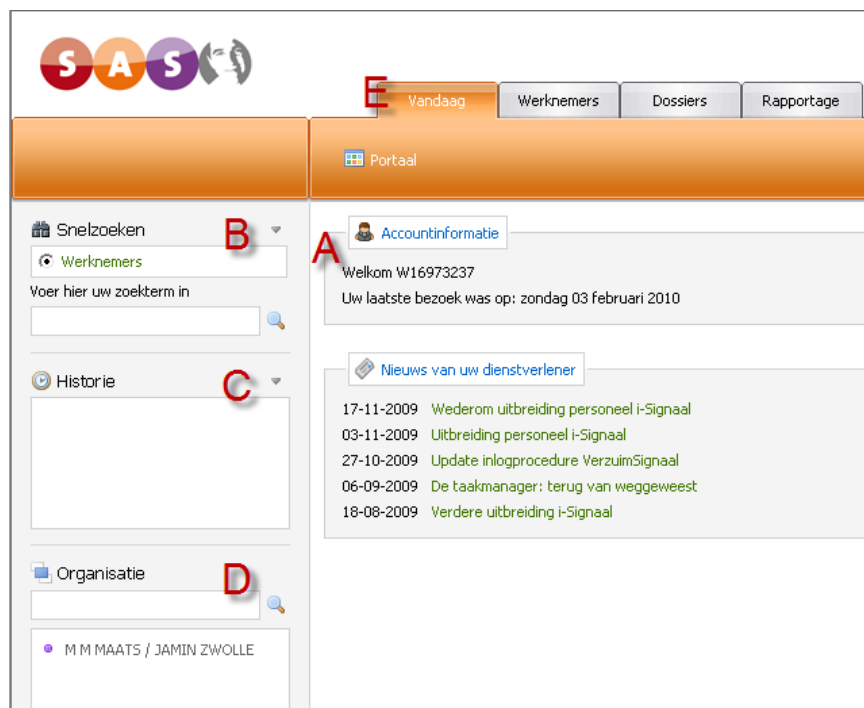 SAS
E
Vandaag Werknemers Dossiers Rapportage
Portaal
Snelzoeken B
Werknemers
Voer hier uw zoekterm in
Historie C
Organisatie D
M M MAATS / JAMIN ZWOLLE
A Accountinformatie
Welkom W16973237
Uw laatste bezoek was op: zondag 03 februari 2010
Nieuws van uw dienstverlener
17-11-2009 Wederom uitbreiding personeel i-Signaal
03-11-2009 Uitbreiding personeel i-Signaal
27-10-2009 Update inlogprocedure VerzuimSignaal
06-09-2009 De taakmanager: terug van weggeweest
18-08-2009 Verdere uitbreiding i-Signaal